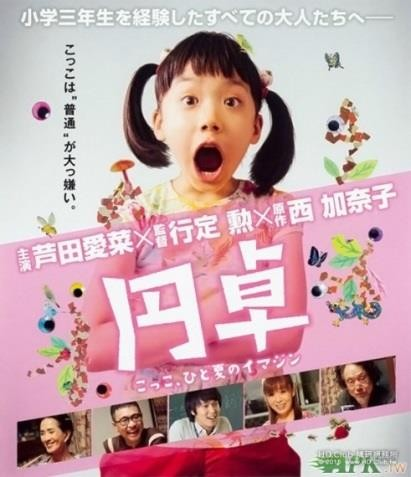 小学三年生を経験したすべての大人たちへ──
こっこは“普通”が大っ嫌い。
主演 芦田愛菜×監督 行定 勲×原作 西 加奈子
円卓
こっこ、ひと夏のイマジン